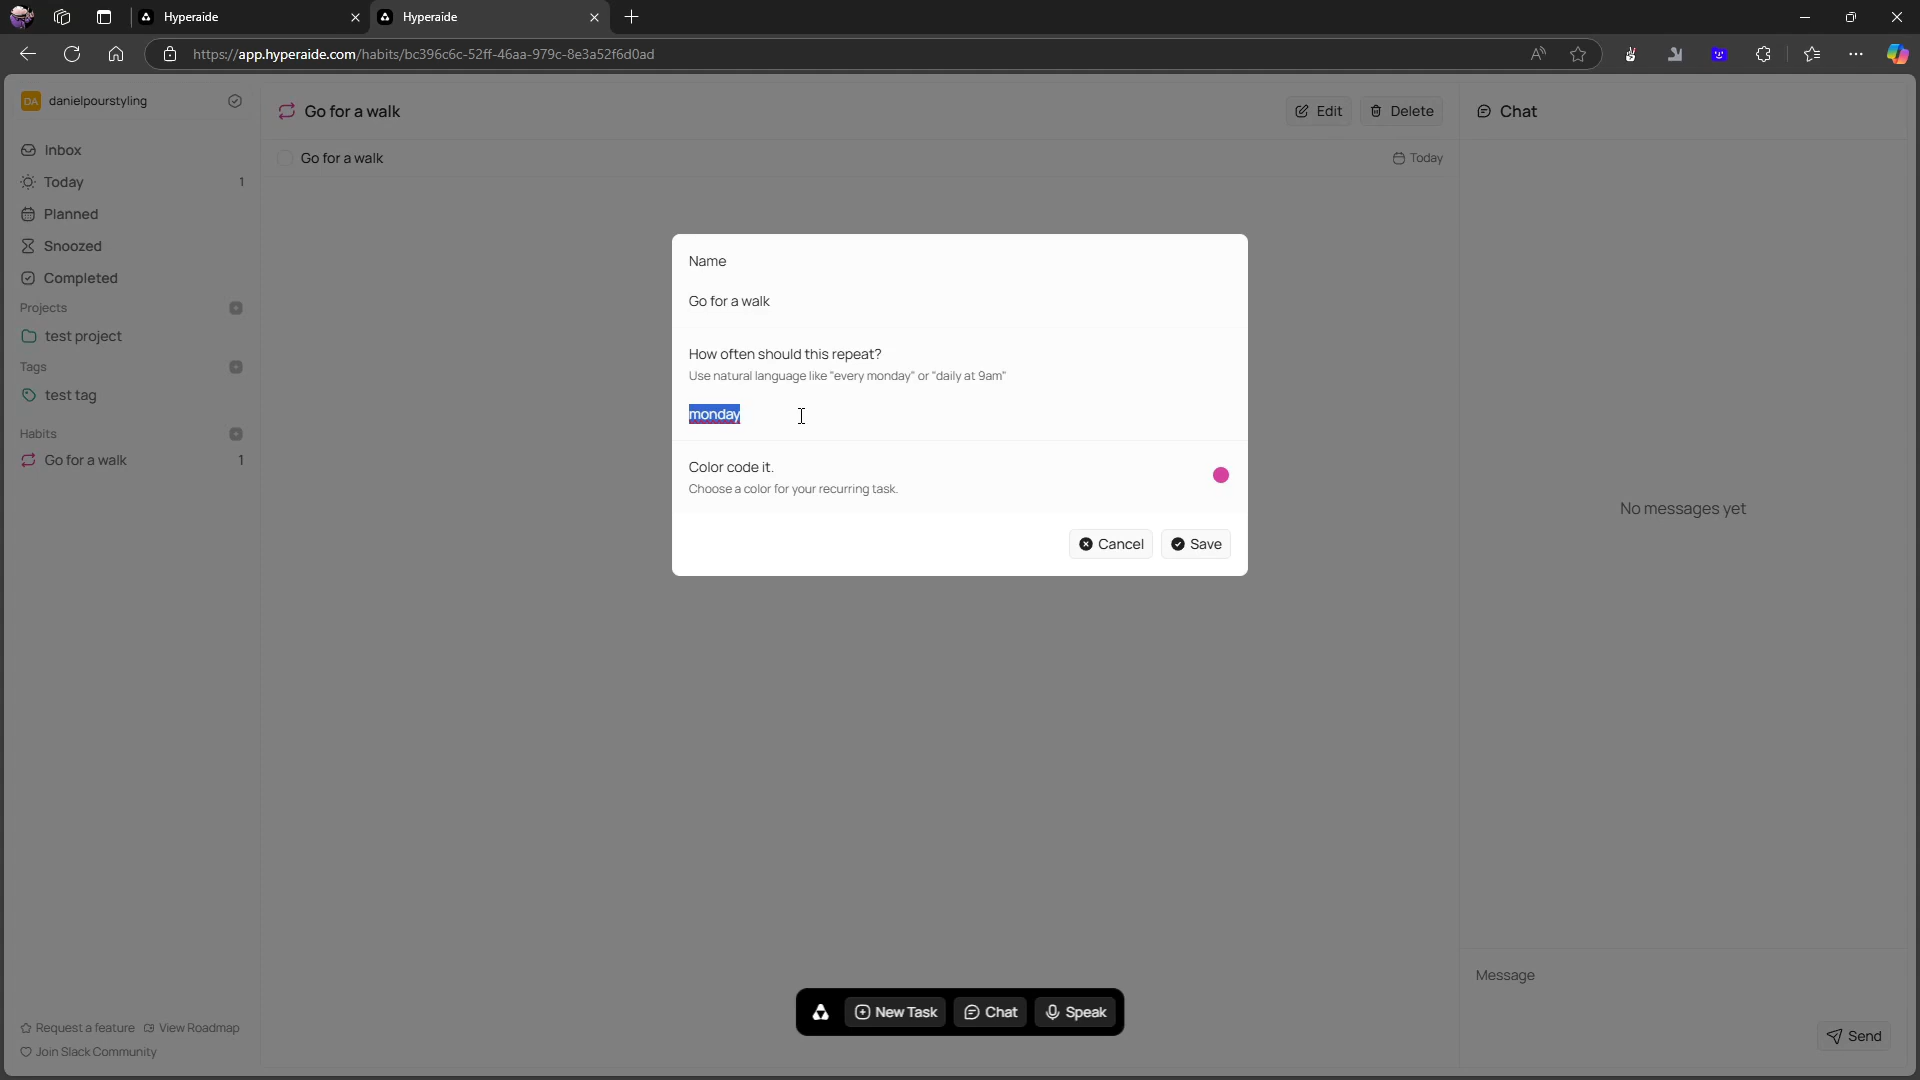 Hyperaide
Hyperaide
https://app.hyperaide.com/habits/bc396c6c-52ff-46aa-979c-8e3a52f6d0ad
DA danielpourstyling
Inbox
Today 1
Planned
Snoozed
Completed
Projects
test project
Tags
test tag
Habits
Go for a walk 1
Request a feature View Roadmap
Join Slack Community
Go for a walk
Edit Delete
Go for a walk Today
Name
Go for a walk
How often should this repeat?
Use natural language like "every monday" or "daily at 9am"
monday
Color code it.
Choose a color for your recurring task.
Cancel Save
New Task Chat Speak
Chat
No messages yet
Message
Send